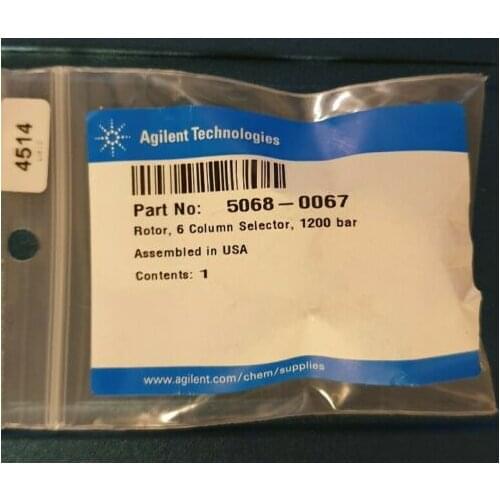 4514
Agilent Technologies
Part No: 5068-0067
Rotor, 6 Column Selector, 1200 bar
Assembled in USA
Contents: 1
www.agilent.com/chem/supplies